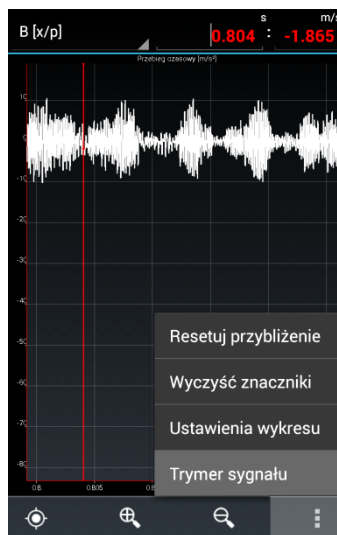 s m/s
B [x/p] 0.804 : -1.865
Przebieg czasowy [m/s²]
10
0
-10
-20
-30
-40
-50
-60
-70
-80
0.8 0.805
Resetuj przybliżenie
Wyczyść znaczniki
Ustawienia wykresu
Trymer sygnału